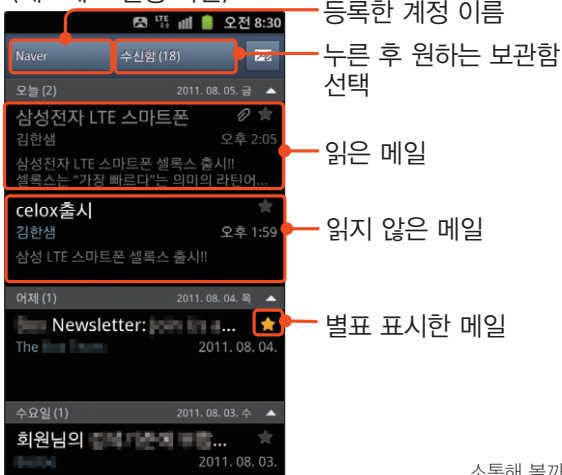 LTE 오전 8:30
Naver 수신함(18)
오늘 (2) 2011. 08. 05. 금
삼성전자 LTE 스마트폰
김한샘 오후 2:05
삼성전자 LTE 스마트폰 셀록스 출시!!
셀록스는 "가장 빠르다"는 의미의 라틴어...
celox출시
김한샘 오후 1:59
삼성 LTE 스마트폰 셀록스 출시!!
어제 (1) 2011. 08. 04. 목
Newsletter: ...
The 2011. 08. 04.
수요일 (1) 2011. 08. 03. 수
회원님의 ...
2011. 08. 03.
등록한 계정 이름
누른 후 원하는 보관함
선택
읽은 메일
읽지 않은 메일
별표 표시한 메일